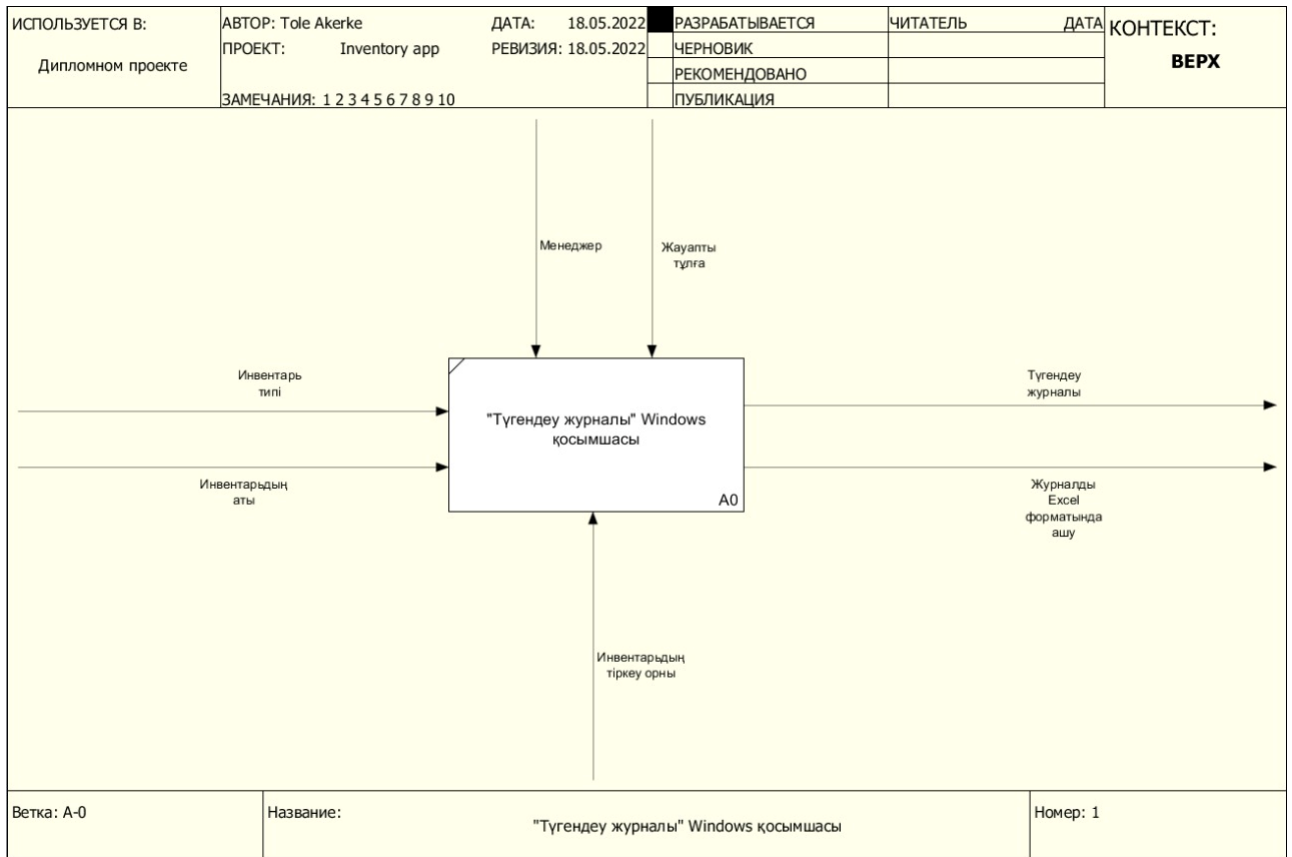 ИСПОЛЬЗУЕТСЯ В:
Дипломном проекте
АВТОР: Tole Akerke
ДАТА: 18.05.2022
ПРОЕКТ: Inventory app
РЕВИЗИЯ: 18.05.2022
ЗАМЕЧАНИЯ: 1 2 3 4 5 6 7 8 9 10
РАЗРАБАТЫВАЕТСЯ
ЧЕРНОВИК
РЕКОМЕНДОВАНО
ПУБЛИКАЦИЯ
ЧИТАТЕЛЬ
ДАТА
КОНТЕКСТ:
ВЕРХ
Менеджер
Жауапты
тұлға
Инвентарь
типі
Инвентарьдың
аты
"Түгендеу журналы" Windows
қосымшасы
A0
Түгендеу
журналы
Журналды
Excel
форматында
ашу
Инвентарьдың
тіркеу орны
Ветка: A-0
Название:
"Түгендеу журналы" Windows қосымшасы
Номер: 1